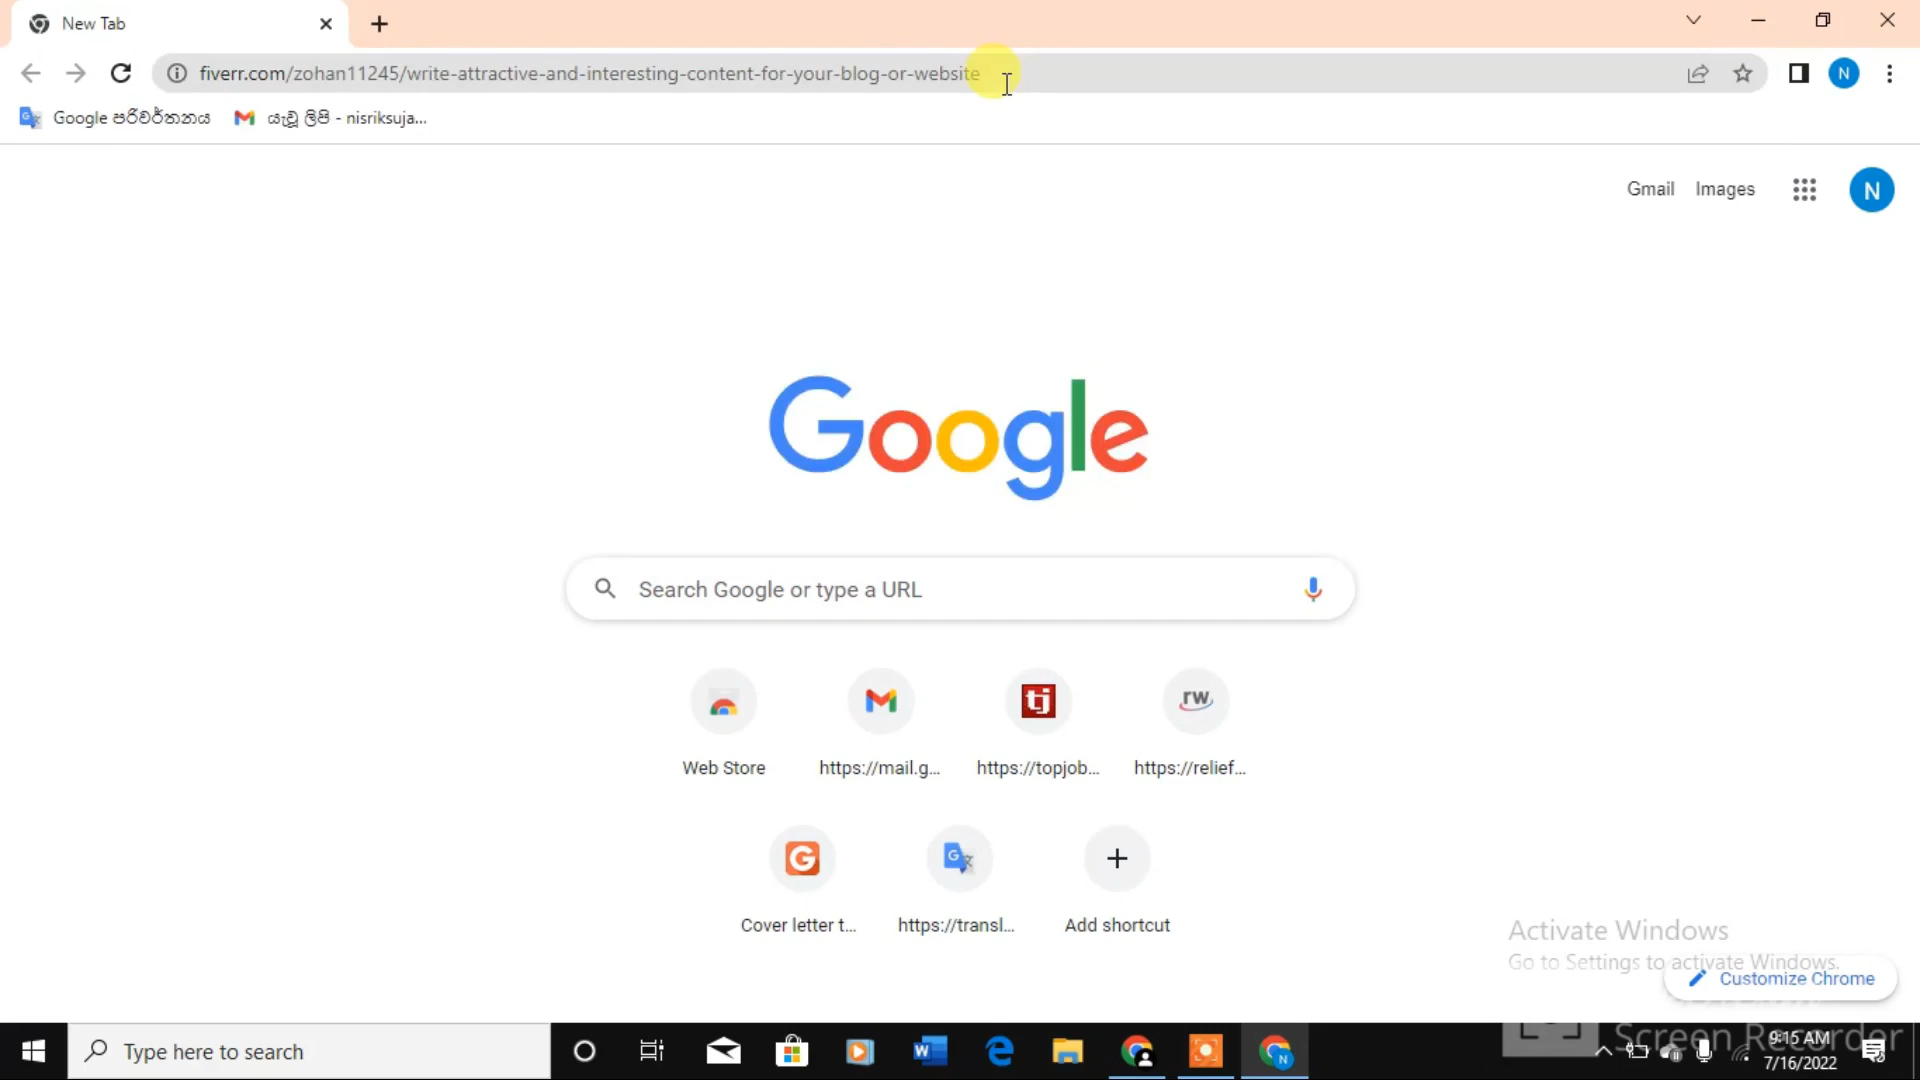 New Tab
fiverr.com/zohan11245/write-attractive-and-interesting-content-for-your-blog-or-website
N
Google පරිවර්තනය
යැවූ ලිපි - nisriksuja...
Gmail
Images
N
Google
Search Google or type a URL
Web Store
https://mail.g...
tj
https://topjob...
rw
https://relief...
Cover letter t...
https://transl...
Add shortcut
Activate Windows
Go to Settings to activate Windows.
Customize Chrome
Type here to search
Screen Recorder
9:15 AM
7/16/2022